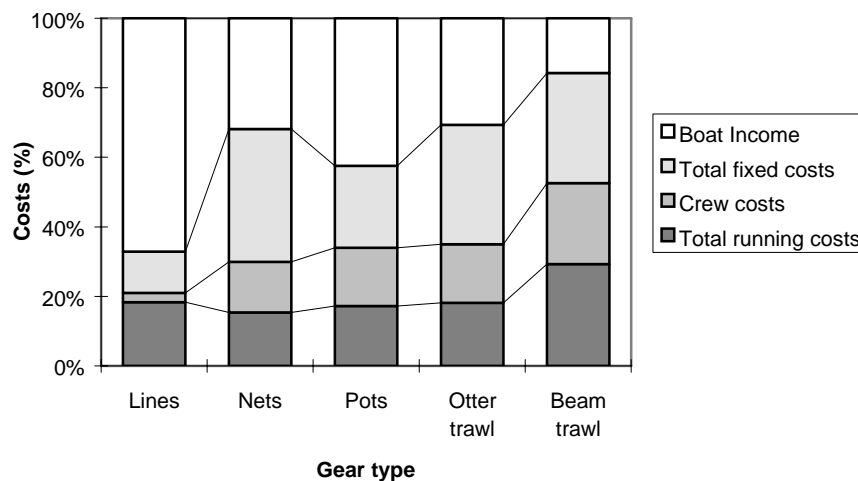 100%
80%
60%
40%
20%
0%
Costs (%)
Lines
Nets
Pots
Otter
trawl
Beam
trawl
Gear type
Boat Income
Total fixed costs
Crew costs
Total running costs